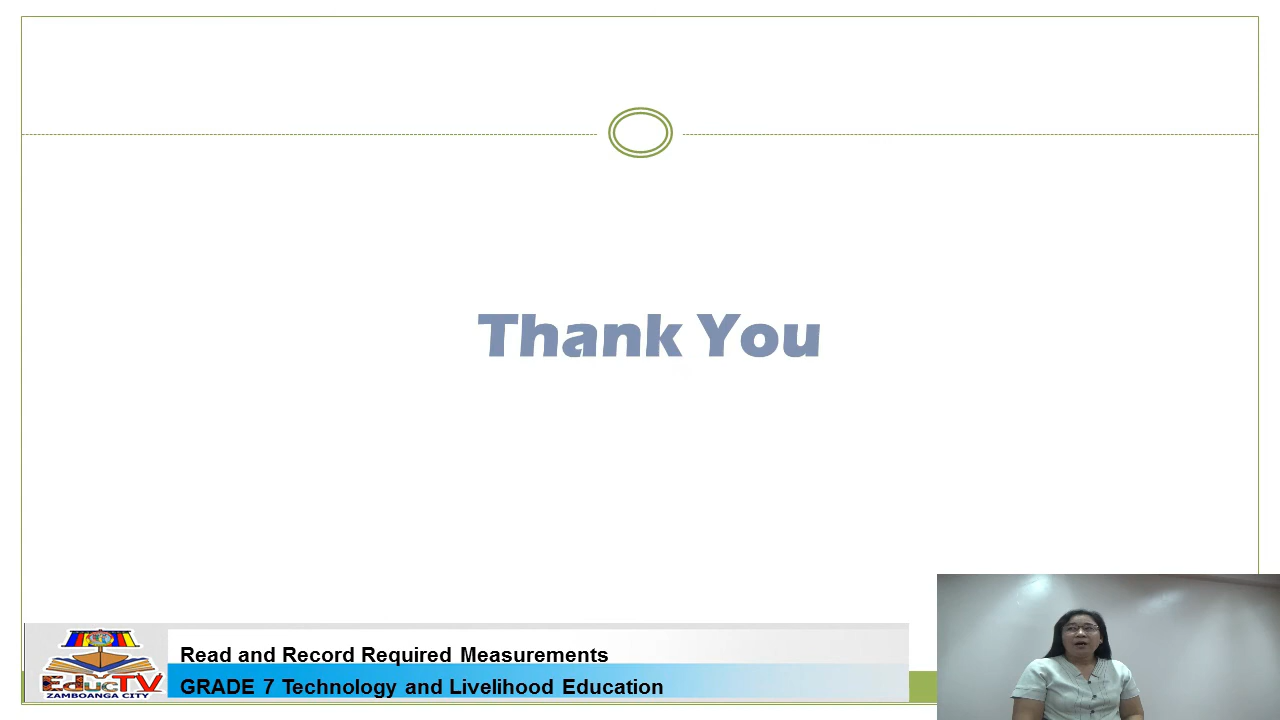 Thank You
Read and Record Required Measurements
EducTV
ZAMBOANGA CITY
GRADE 7 Technology and Livelihood Education